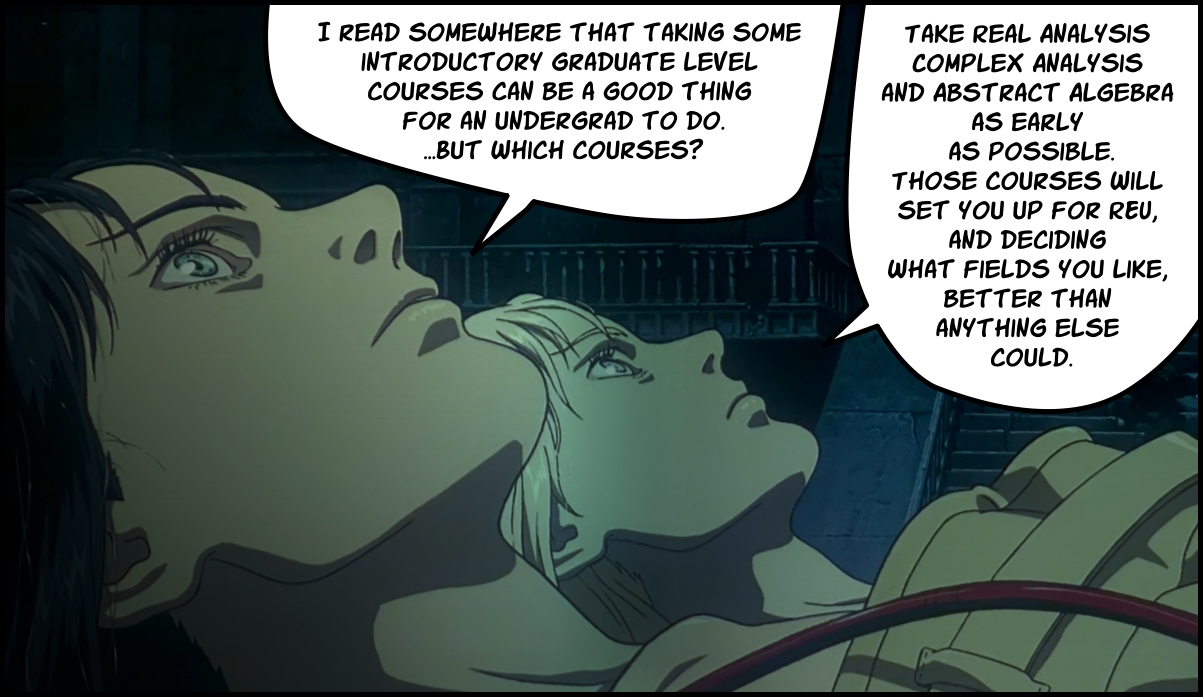 I READ SOMEWHERE THAT TAKING SOME
INTRODUCTORY GRADUATE LEVEL
COURSES CAN BE A GOOD THING
FOR AN UNDERGRAD TO DO.
...BUT WHICH COURSES?
TAKE REAL ANALYSIS
COMPLEX ANALYSIS
AND ABSTRACT ALGEBRA
AS EARLY
AS POSSIBLE.
THOSE COURSES WILL
SET YOU UP FOR REU,
AND DECIDING
WHAT FIELDS YOU LIKE,
BETTER THAN
ANYTHING ELSE
COULD.